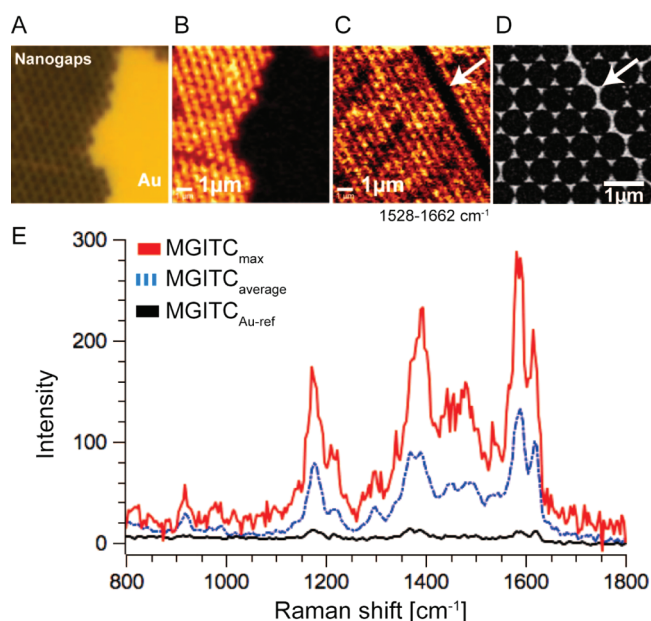 A
B
C
D
Nanogaps
Au
1µm
1µm
1µm
1528-1662 cm⁻¹
E
300
200
100
0
Intensity
MGITCmax
MGITCaverage
MGITCAu-ref
800
1000
1200
1400
1600
1800
Raman shift [cm⁻¹]